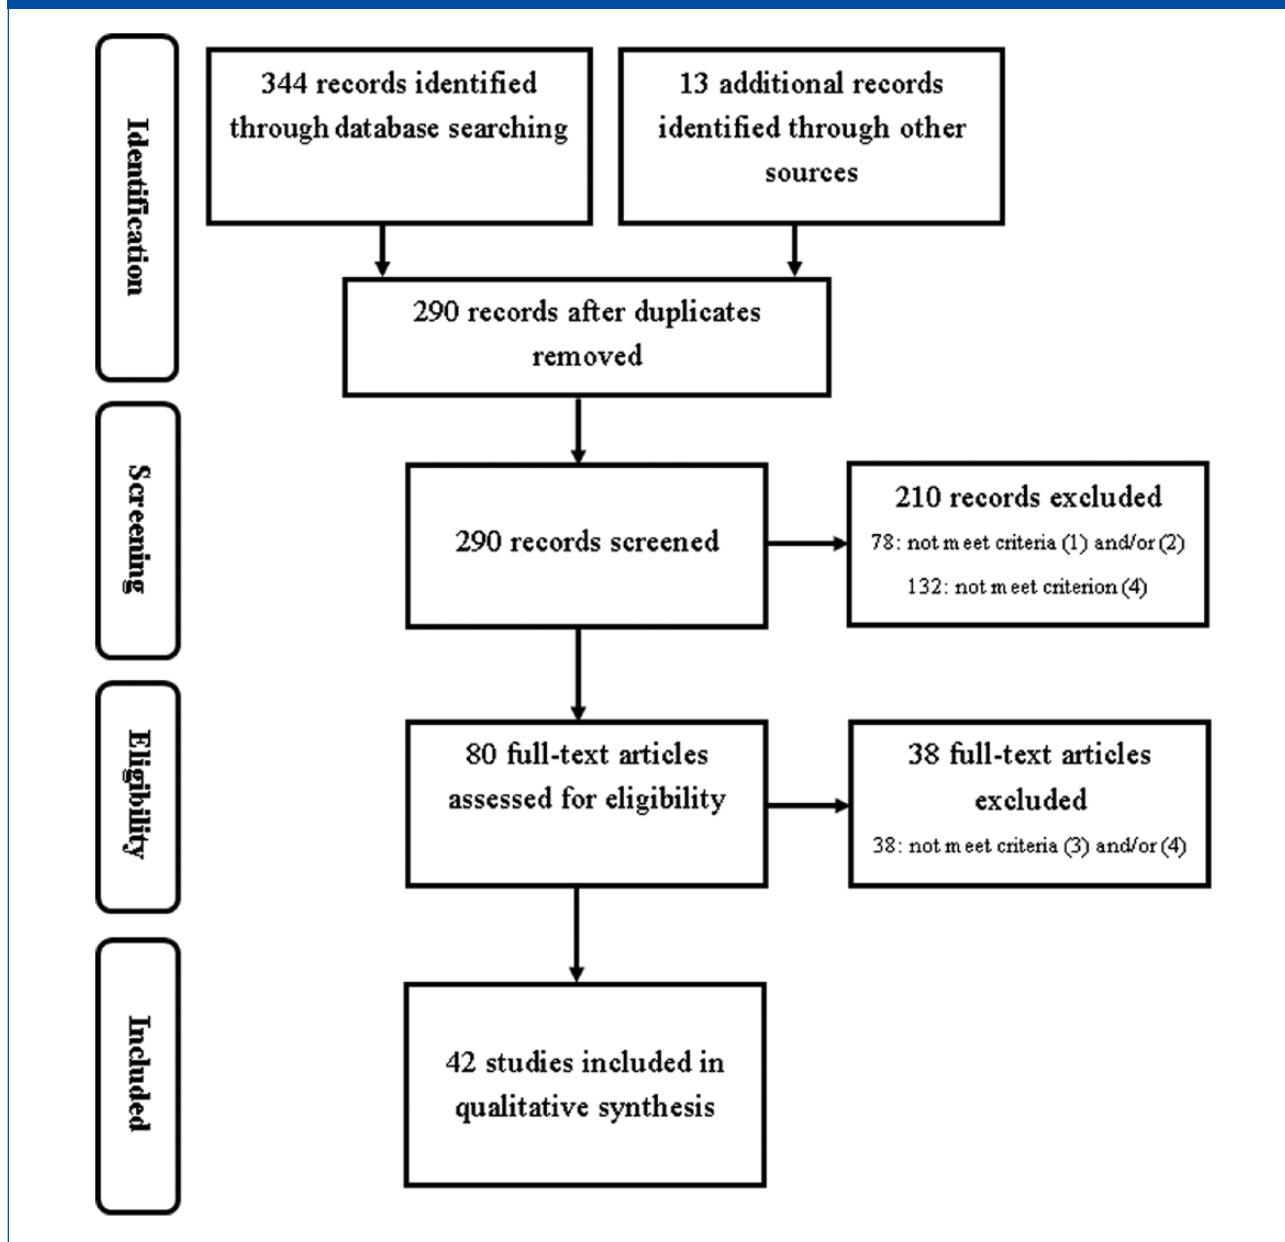 Identification
344 records identified
through database searching
13 additional records
identified through other
sources
290 records after duplicates
removed
Screening
290 records screened
210 records excluded
78: not meet criteria (1) and/or (2)
132: not meet criterion (4)
Eligibility
80 full-text articles
assessed for eligibility
38 full-text articles
excluded
38: not meet criteria (3) and/or (4)
Included
42 studies included in
qualitative synthesis